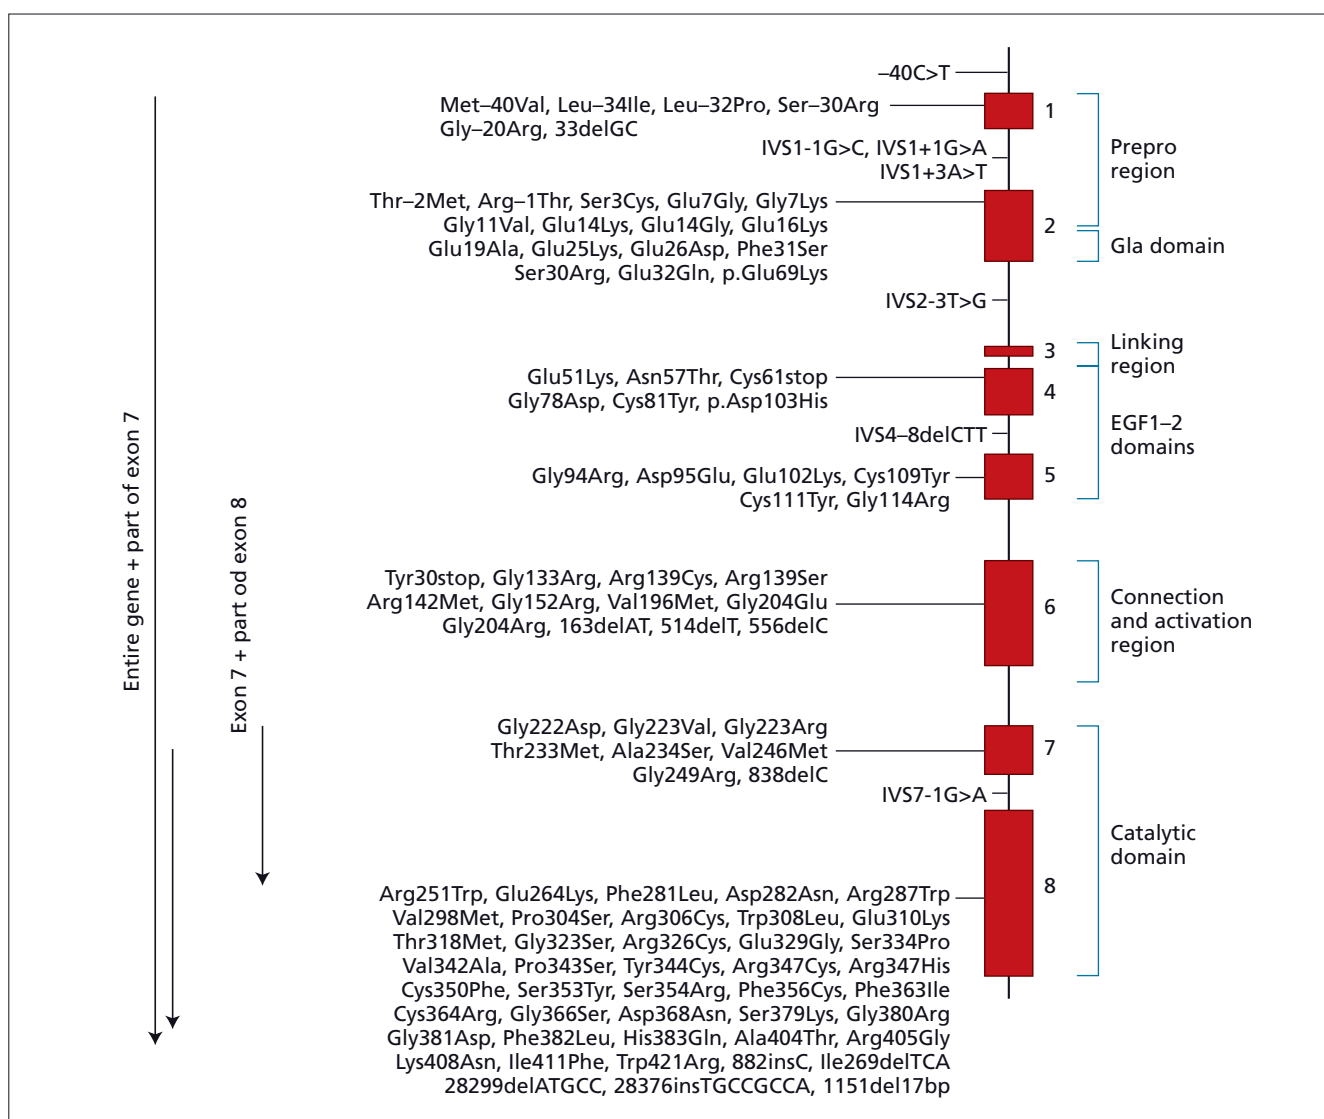 –40C>T
Met–40Val, Leu–34Ile, Leu–32Pro, Ser–30Arg
Gly–20Arg, 33delGC
1
IVS1-1G>C, IVS1+1G>A
IVS1+3A>T
Prepro
region
Thr–2Met, Arg–1Thr, Ser3Cys, Glu7Gly, Gly7Lys
Gly11Val, Glu14Lys, Glu14Gly, Glu16Lys
Glu19Ala, Glu25Lys, Glu26Asp, Phe31Ser
Ser30Arg, Glu32Gln, p.Glu69Lys
2
Gla domain
IVS2-3T>G
3
Linking
region
Glu51Lys, Asn57Thr, Cys61stop
Gly78Asp, Cys81Tyr, p.Asp103His
4
IVS4–8delCTT
EGF1–2
domains
Gly94Arg, Asp95Glu, Glu102Lys, Cys109Tyr
Cys111Tyr, Gly114Arg
5
Entire gene + part of exon 7
Exon 7 + part od exon 8
Tyr30stop, Gly133Arg, Arg139Cys, Arg139Ser
Arg142Met, Gly152Arg, Val196Met, Gly204Glu
Gly204Arg, 163delAT, 514delT, 556delC
6
Connection
and activation
region
Gly222Asp, Gly223Val, Gly223Arg
Thr233Met, Ala234Ser, Val246Met
Gly249Arg, 838delC
7
IVS7-1G>A
Catalytic
domain
8
Arg251Trp, Glu264Lys, Phe281Leu, Asp282Asn, Arg287Trp
Val298Met, Pro304Ser, Arg306Cys, Trp308Leu, Glu310Lys
Thr318Met, Gly323Ser, Arg326Cys, Glu329Gly, Ser334Pro
Val342Ala, Pro343Ser, Tyr344Cys, Arg347Cys, Arg347His
Cys350Phe, Ser353Tyr, Ser354Arg, Phe356Cys, Phe363Ile
Cys364Arg, Gly366Ser, Asp368Asn, Ser379Lys, Gly380Arg
Gly381Asp, Phe382Leu, His383Gln, Ala404Thr, Arg405Gly
Lys408Asn, Ile411Phe, Trp421Arg, 882insC, Ile269delTCA
28299delATGCC, 28376insTGCCGCCA, 1151del17bp